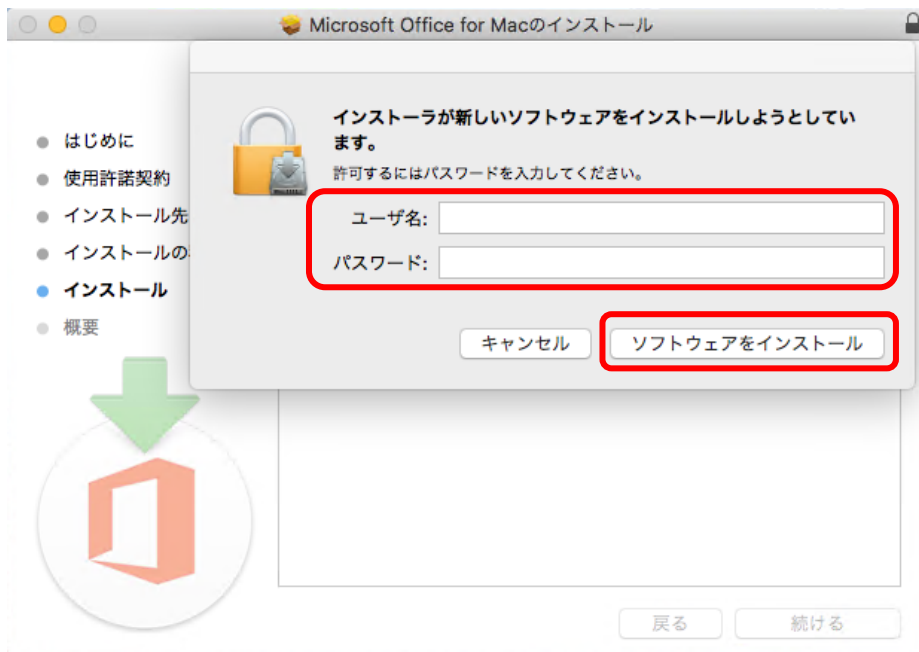 Microsoft Office for Macのインストール
インストーラが新しいソフトウェアをインストールしようとしてい
ます。
許可するにはパスワードを入力してください。
ユーザ名:
パスワード:
キャンセル
ソフトウェアをインストール
はじめに
使用許諾契約
インストール先
インストールの
インストール
概要
戻る
続ける